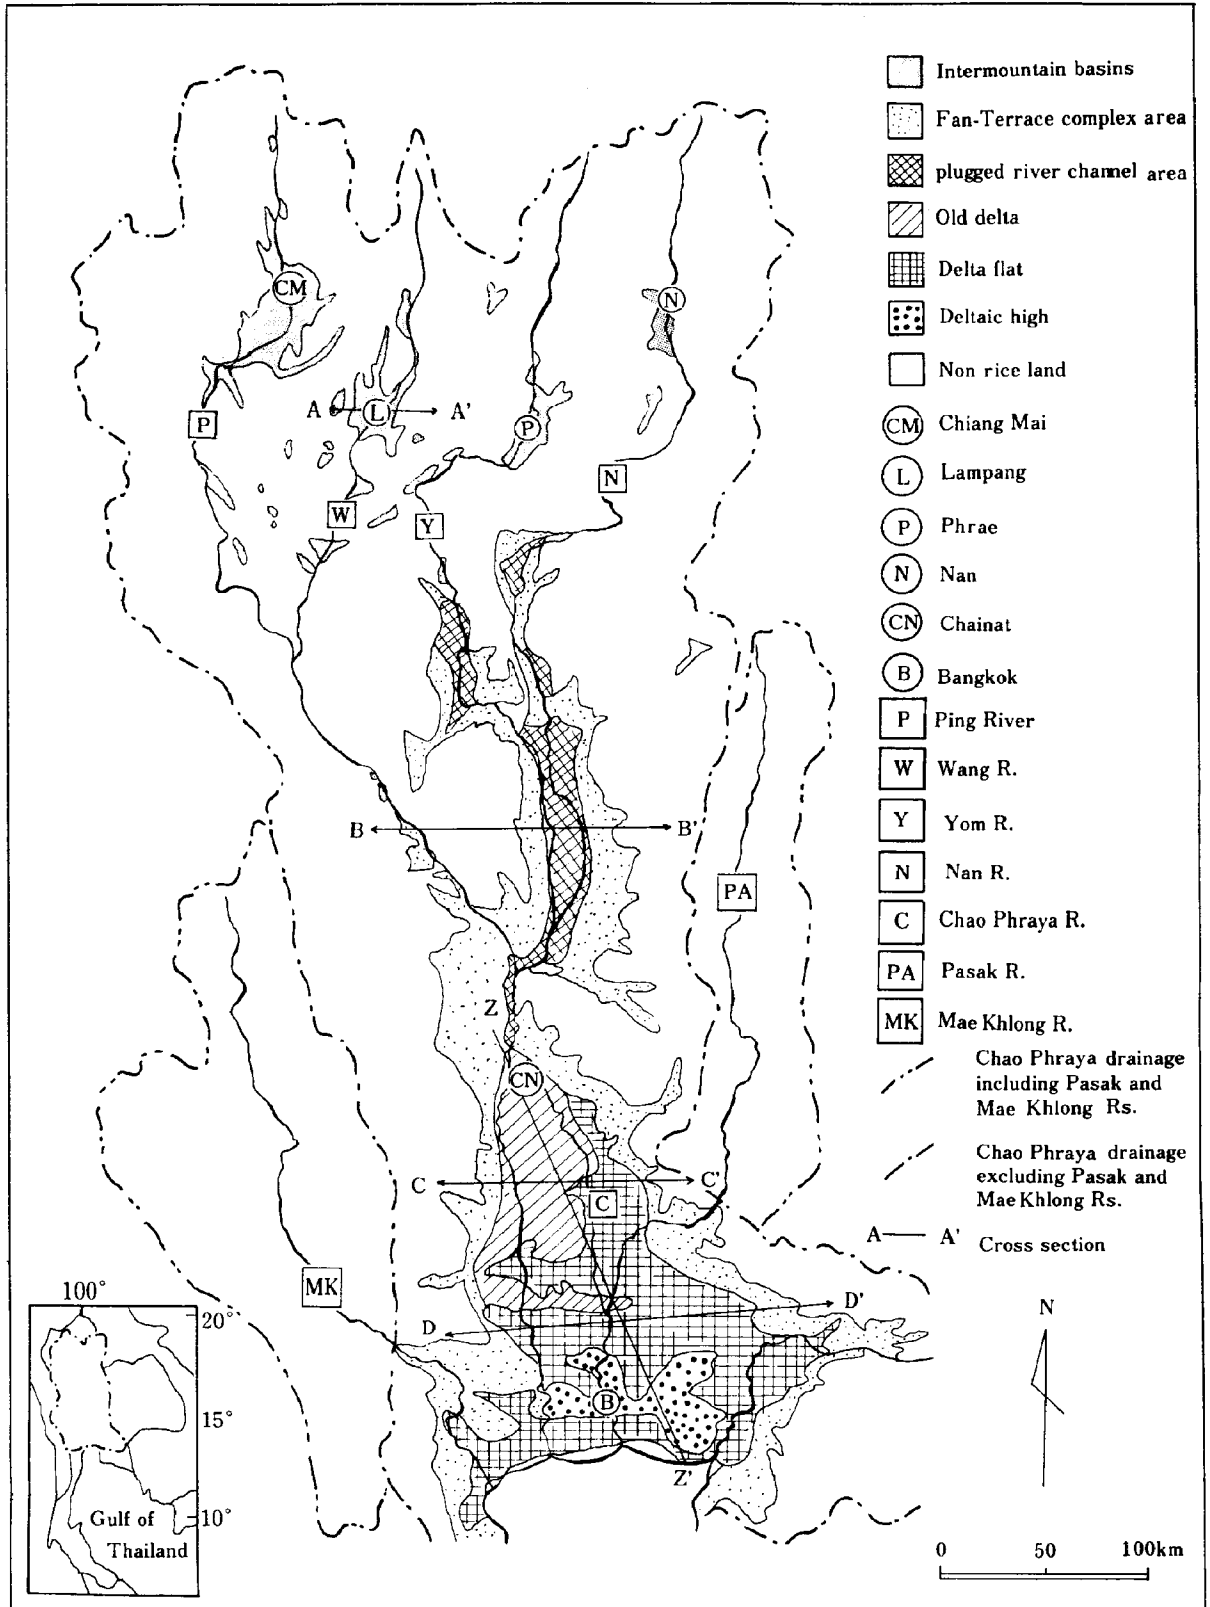 Intermountain basins
Fan-Terrace complex area
plugged river channel area
Old delta
Delta flat
Deltaic high
Non rice land
CM Chiang Mai
L Lampang
P Phrae
N Nan
CN Chainat
B Bangkok
P Ping River
W Wang R.
Y Yom R.
N Nan R.
C Chao Phraya R.
PA Pasak R.
MK Mae Khlong R.
Chao Phraya drainage
including Pasak and
Mae Khlong Rs.
Chao Phraya drainage
excluding Pasak and
Mae Khlong Rs.
A A' Cross section
CM
N
A L A'
P
P
N
W
Y
B B'
PA
Z
CN
C C'
C
MK
D D'
B
Z'
100°
20°
15°
10°
Gulf of
Thailand
N
0 50 100km